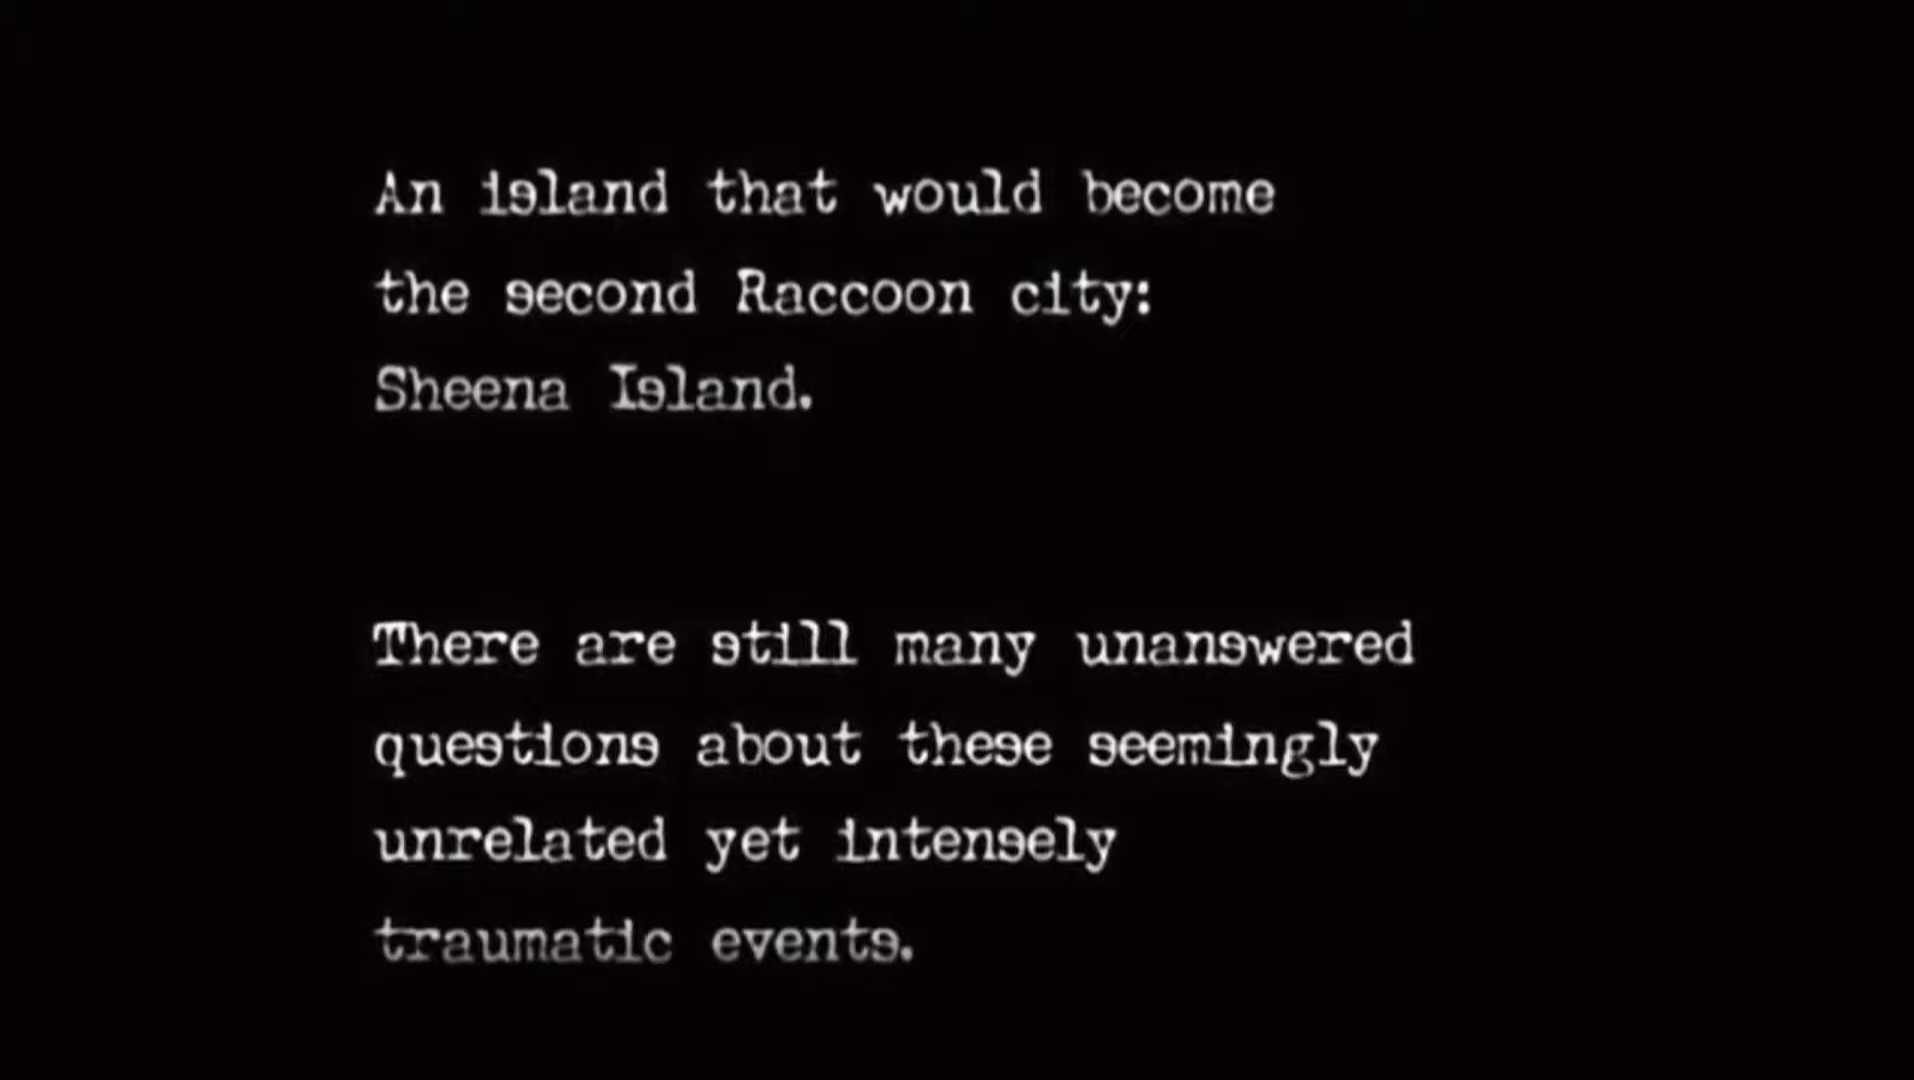 An island that would become
the second Raccoon city:
Sheena Island.
There are still many unanswered
questions about these seemingly
unrelated yet intensely
traumatic events.